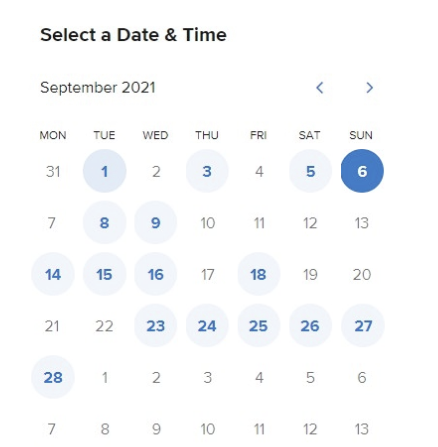 Select a Date & Time
September 2021
MON TUE WED THU FRI SAT SUN
31 1 2 3 4 5 6
7 8 9 10 11 12 13
14 15 16 17 18 19 20
21 22 23 24 25 26 27
28 1 2 3 4 5 6
7 8 9 10 11 12 13